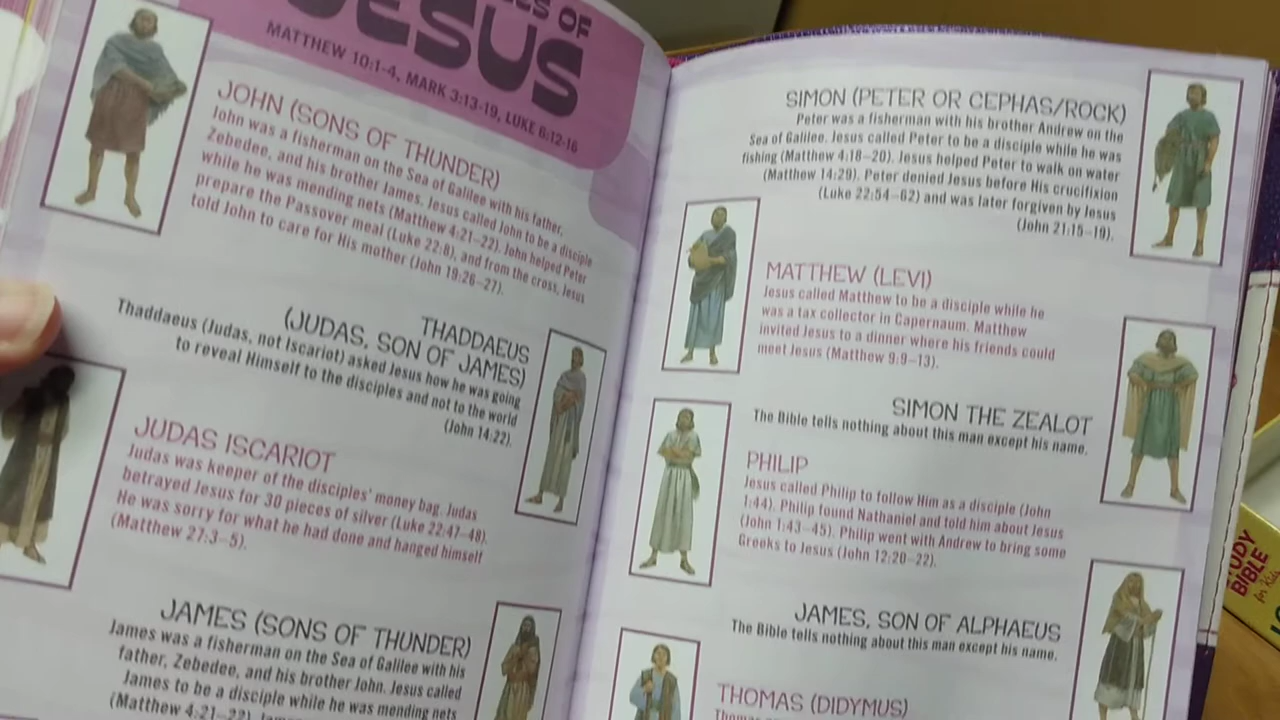 ES OF
JESUS
MATTHEW 10:1-4, MARK 3:13-19, LUKE 6:12-16
JOHN (SONS OF THUNDER)
John was a fisherman on the Sea of Galilee with his father,
Zebedee, and his brother James. Jesus called John to be a disciple
while he was mending nets (Matthew 4:21–22). John helped Peter
prepare the Passover meal (Luke 22:8), and from the cross, Jesus
told John to care for His mother (John 19:26–27).
THADDAEUS
(JUDAS, SON OF JAMES)
Thaddaeus (Judas, not Iscariot) asked Jesus how he was going
to reveal Himself to the disciples and not to the world
(John 14:22).
JUDAS ISCARIOT
Judas was keeper of the disciples' money bag. Judas
betrayed Jesus for 30 pieces of silver (Luke 22:47–48).
He was sorry for what he had done and hanged himself
(Matthew 27:3–5).
JAMES (SONS OF THUNDER)
James was a fisherman on the Sea of Galilee with his
father, Zebedee, and his brother John. Jesus called
James to be a disciple while he was mending nets
(Matthew 4:21–22).
SIMON (PETER OR CEPHAS/ROCK)
Peter was a fisherman with his brother Andrew on the
Sea of Galilee. Jesus called Peter to be a disciple while he was
fishing (Matthew 4:18–20). Jesus helped Peter to walk on water
(Matthew 14:29). Peter denied Jesus before His crucifixion
(Luke 22:54–62) and was later forgiven by Jesus
(John 21:15–19).
MATTHEW (LEVI)
Jesus called Matthew to be a disciple while he
was a tax collector in Capernaum. Matthew
invited Jesus to a dinner where his friends could
meet Jesus (Matthew 9:9–13).
SIMON THE ZEALOT
The Bible tells nothing about this man except his name.
PHILIP
Jesus called Philip to follow Him as a disciple (John
1:44). Philip found Nathaniel and told him about Jesus
(John 1:43–45). Philip went with Andrew to bring some
Greeks to Jesus (John 12:20–22).
JAMES, SON OF ALPHAEUS
The Bible tells nothing about this man except his name.
THOMAS (DIDYMUS)
BIBLE
for Kids